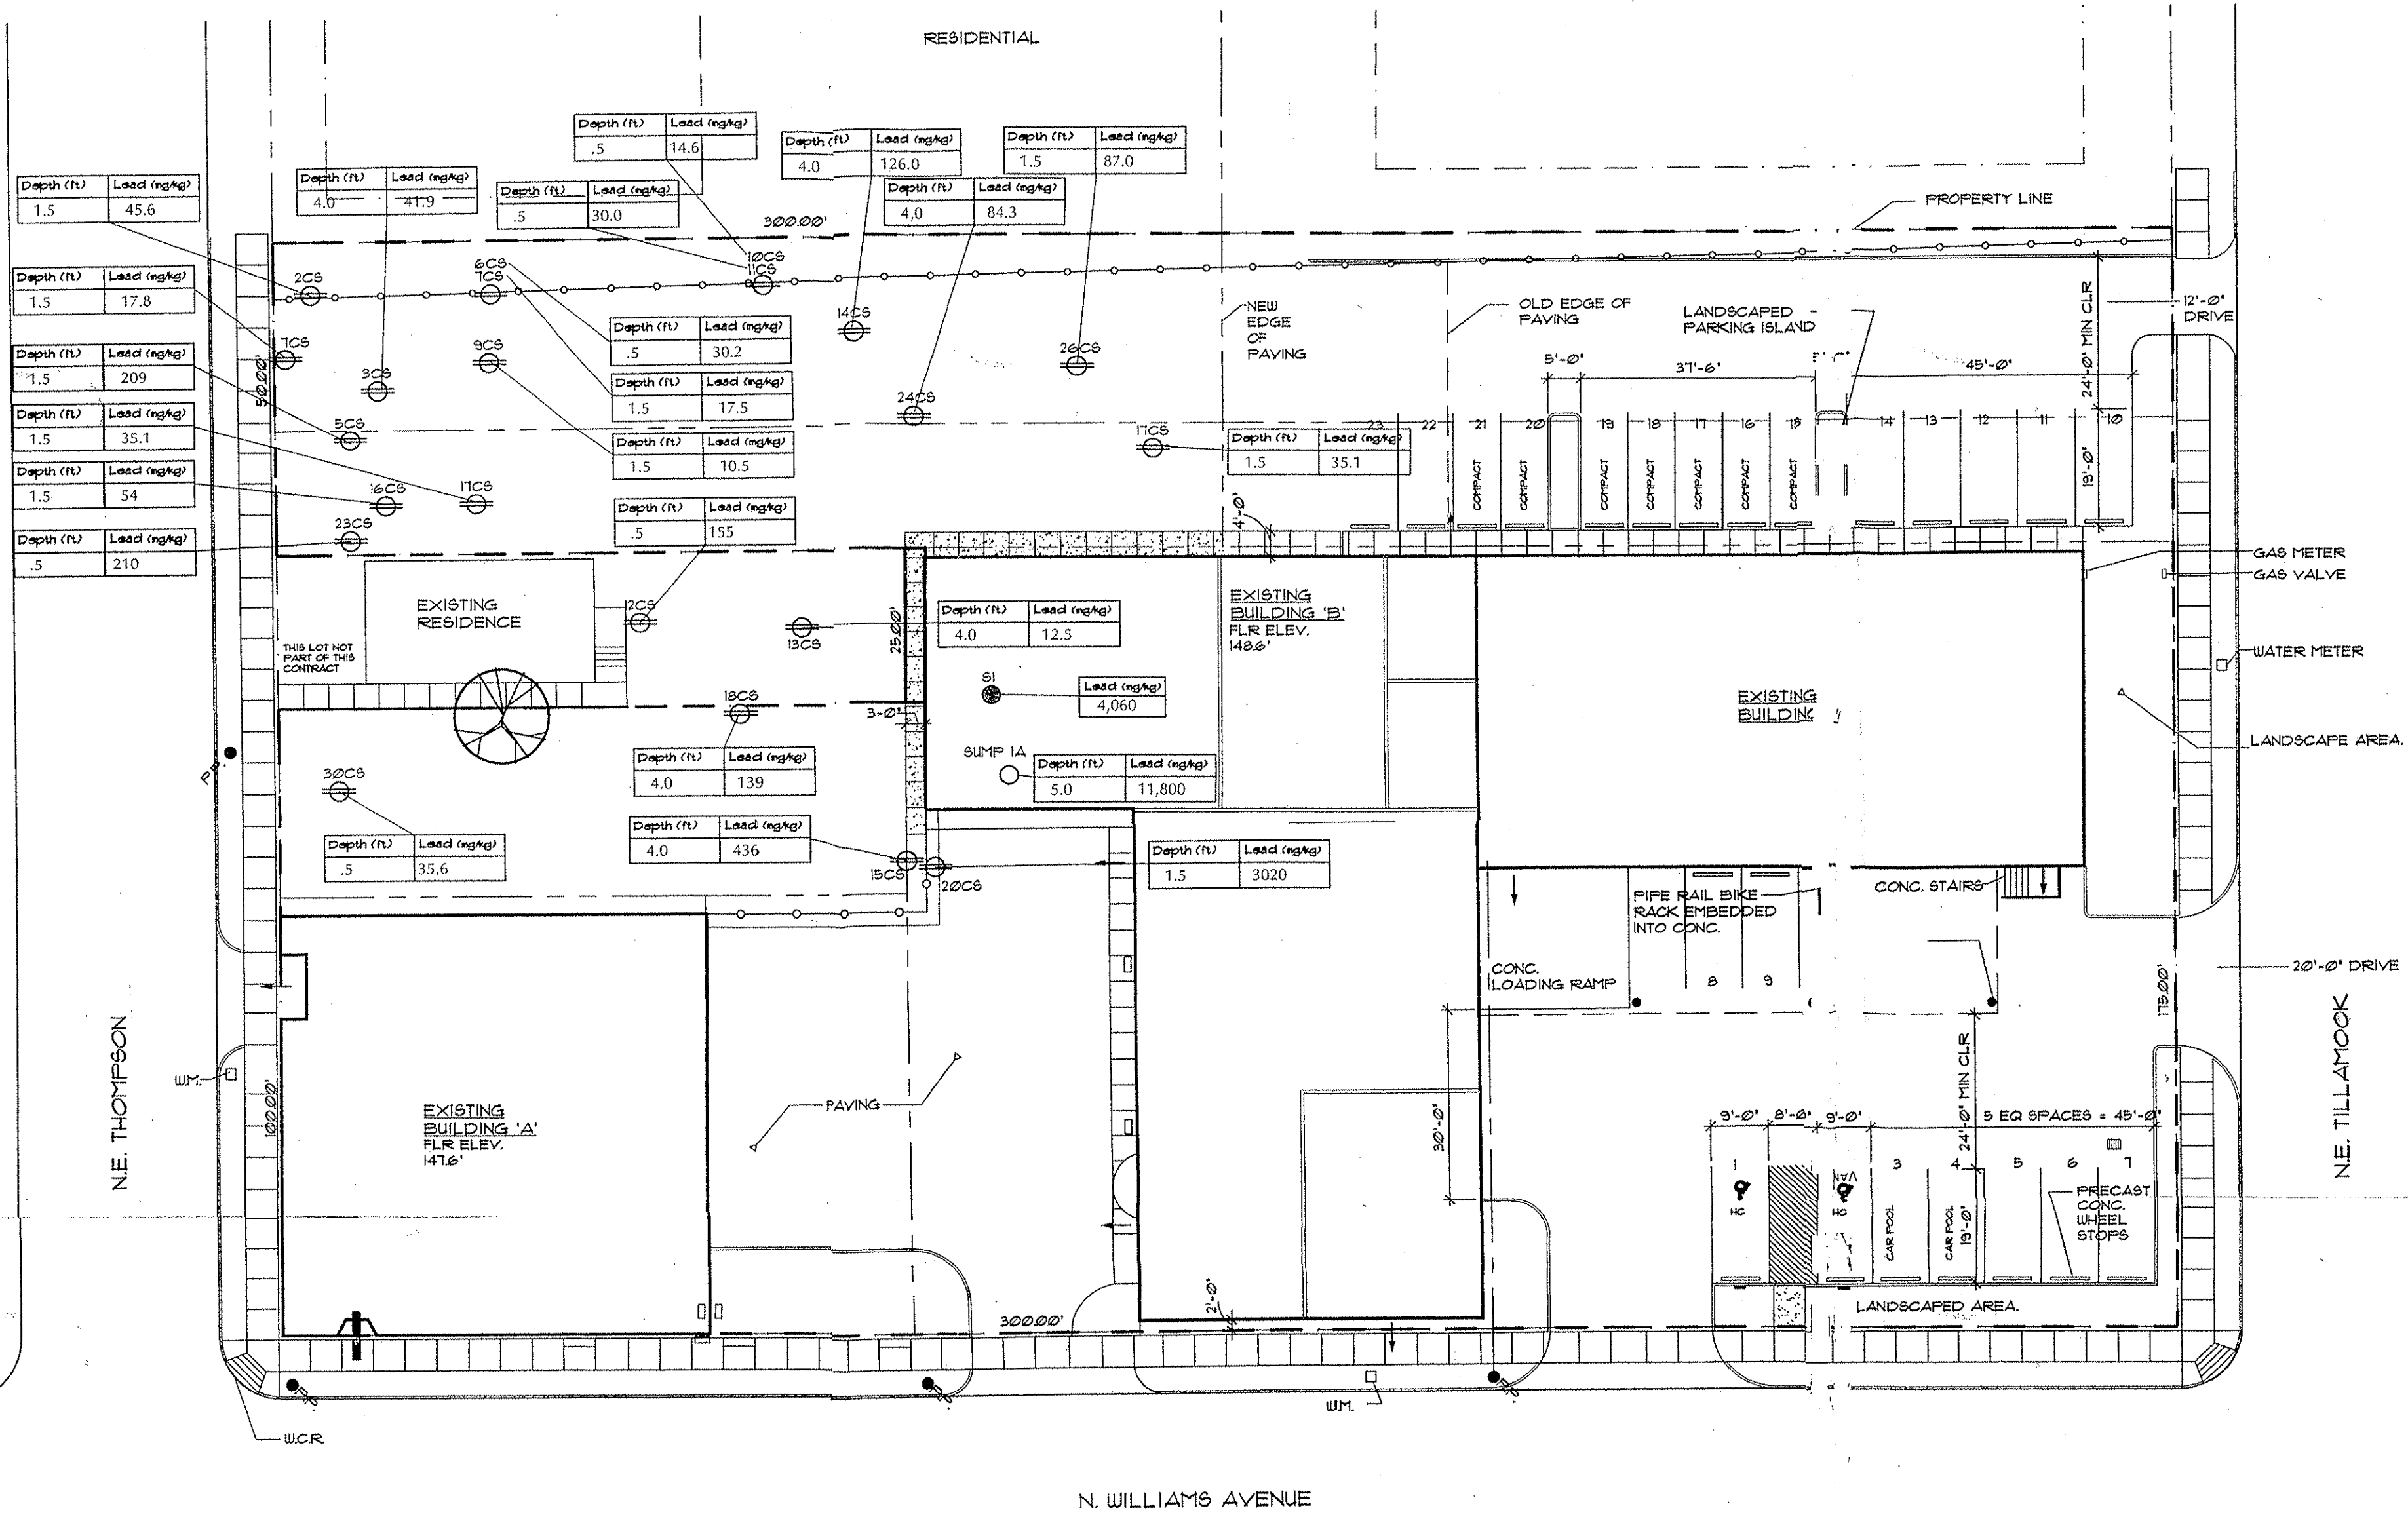 RESIDENTIAL
Depth (ft) Lead (mg/kg)
.5 14.6
Depth (ft) Lead (mg/kg)
4.0 126.0
Depth (ft) Lead (mg/kg)
1.5 87.0
Depth (ft) Lead (mg/kg)
1.5 45.6
Depth (ft) Lead (mg/kg)
4.0 41.9
Depth (ft) Lead (mg/kg)
.5 30.0
Depth (ft) Lead (mg/kg)
4.0 84.3
300.00'
PROPERTY LINE
10CS
11CS
6CS
7CS
2CS
Depth (ft) Lead (mg/kg)
1.5 17.8
14CS
NEW
EDGE
OF
PAVING
OLD EDGE OF
PAVING
LANDSCAPED
PARKING ISLAND
12'-0"
DRIVE
24'-0" MIN CLR
Depth (ft) Lead (mg/kg)
.5 30.2
7CS
9CS
3CS
26CS
50.00'
Depth (ft) Lead (mg/kg)
1.5 209
5'-0"
37'-6"
45'-0"
Depth (ft) Lead (mg/kg)
1.5 17.5
24CS
Depth (ft) Lead (mg/kg)
1.5 35.1
5CS
17CS
Depth (ft) Lead (mg/kg)
1.5 10.5
Depth (ft) Lead (mg/kg)
1.5 35.1
23 22 21 20 19 18 17 16 15 14 13 12 11 10
COMPACT
COMPACT
COMPACT
COMPACT
COMPACT
COMPACT
COMPACT
19'-0"
Depth (ft) Lead (mg/kg)
1.5 54
16CS
17CS
23CS
Depth (ft) Lead (mg/kg)
.5 155
4'-0"
Depth (ft) Lead (mg/kg)
.5 210
GAS METER
GAS VALVE
EXISTING
RESIDENCE
2CS
13CS
25.00'
Depth (ft) Lead (mg/kg)
4.0 12.5
EXISTING
BUILDING 'B'
FLR ELEV.
148.6'
THIS LOT NOT
PART OF THIS
CONTRACT
WATER METER
S1
Lead (mg/kg)
4,060
18CS
3-0"
EXISTING
BUILDING
LANDSCAPE AREA.
P.P.
SUMP 1A
Depth (ft) Lead (mg/kg)
5.0 11,800
Depth (ft) Lead (mg/kg)
4.0 139
30CS
Depth (ft) Lead (mg/kg)
4.0 436
Depth (ft) Lead (mg/kg)
.5 35.6
15CS
20CS
Depth (ft) Lead (mg/kg)
1.5 3020
PIPE RAIL BIKE
RACK EMBEDDED
INTO CONC.
CONC. STAIRS
CONC.
LOADING RAMP
8 9
20'-0" DRIVE
175.00'
N.E. THOMPSON
N.E. TILLAMOOK
W.M.
100.00'
EXISTING
BUILDING 'A'
FLR ELEV.
147.6'
PAVING
30'-0"
24'-0" MIN CLR
9'-0" 8'-0" 9'-0" 5 EQ SPACES = 45'-0"
1 3 4 5 6 7
VAN
HC
HC
CAR POOL
CAR POOL
19'-0"
PRECAST
CONC.
WHEEL
STOPS
LANDSCAPED AREA.
2'-0"
300.00'
P.P.
P.P.
P.P.
W.M.
W.C.R.
N. WILLIAMS AVENUE